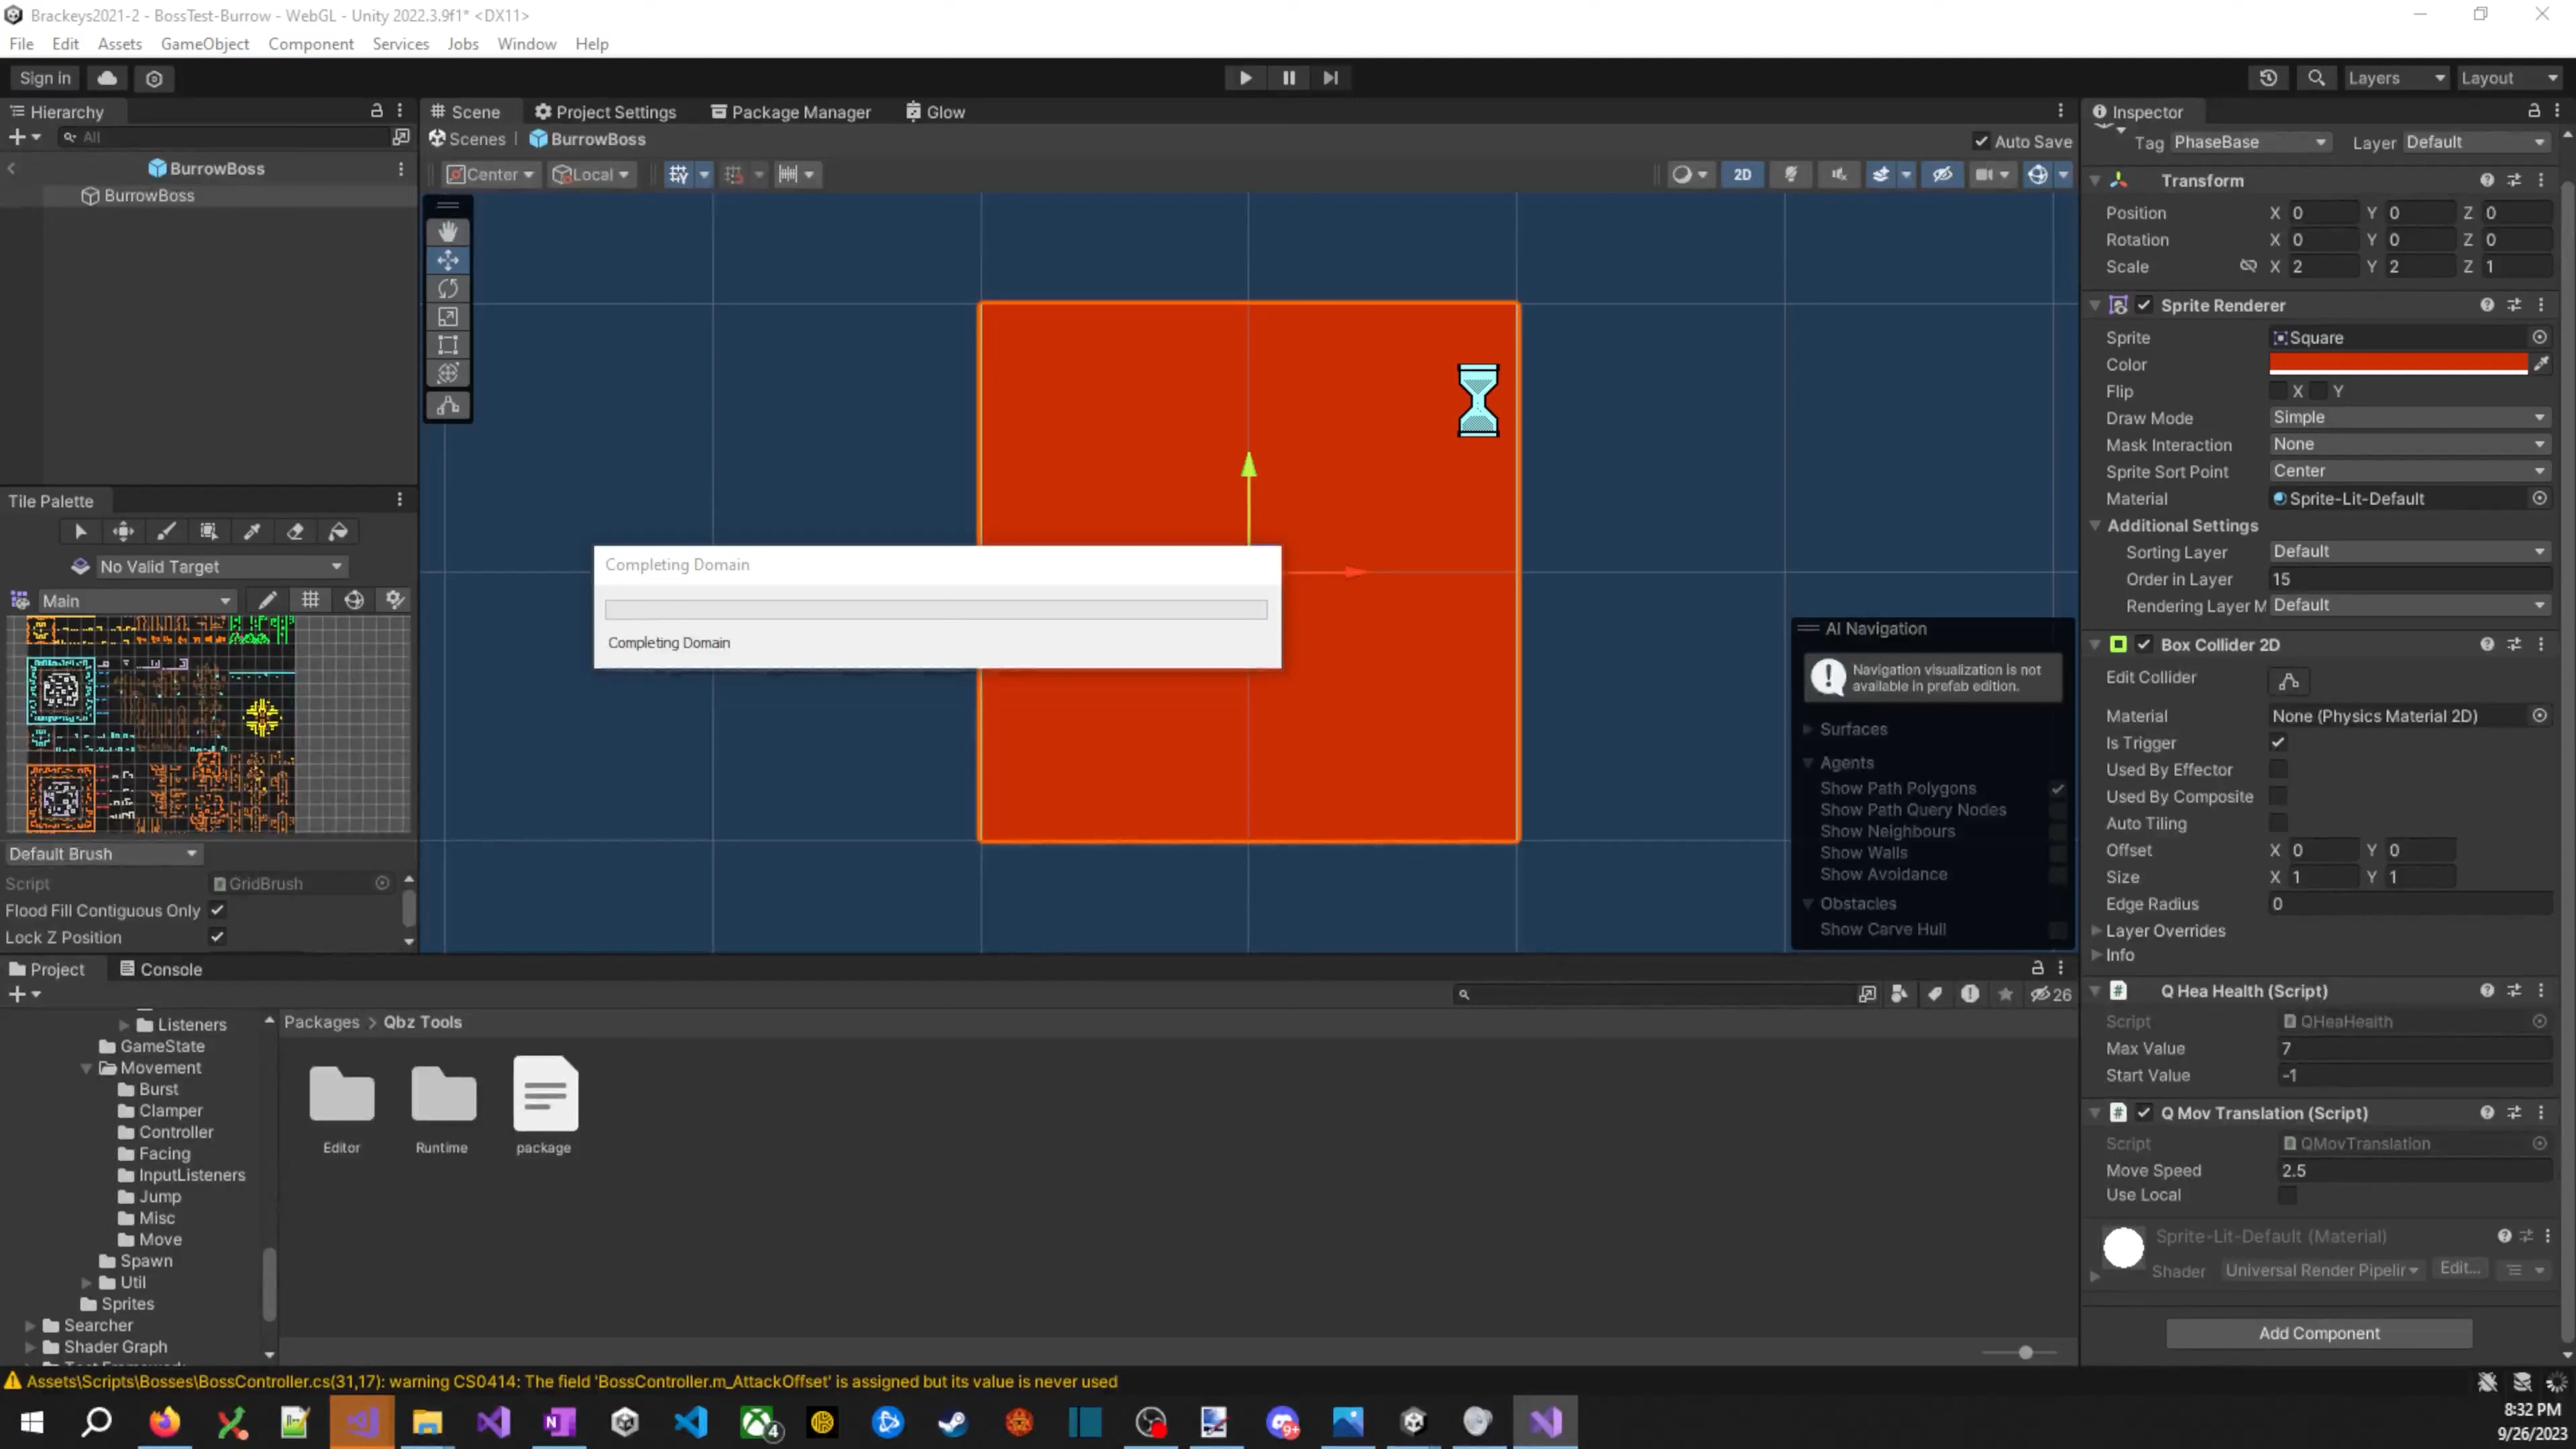 Brackeys2021-2 - BossTest-Burrow - WebGL - Unity 2022.3.9f1* <DX11>
File Edit Assets GameObject Component Services Jobs Window Help
Sign in
Layers Layout
Hierarchy
All
BurrowBoss
BurrowBoss
Scene Project Settings Package Manager Glow
Scenes | BurrowBoss
Auto Save
Center Local
2D
Completing Domain
Completing Domain
AI Navigation
Navigation visualization is not
available in prefab edition.
Surfaces
Agents
Show Path Polygons
Show Path Query Nodes
Show Neighbours
Show Walls
Show Avoidance
Obstacles
Show Carve Hull
Tile Palette
No Valid Target
Main
Default Brush
Script GridBrush
Flood Fill Contiguous Only
Lock Z Position
Project Console
26
Listeners
GameState
Movement
Burst
Clamper
Controller
Facing
InputListeners
Jump
Misc
Move
Spawn
Util
Sprites
Searcher
Shader Graph
Packages > Qbz Tools
Editor Runtime package
Inspector
Tag PhaseBase Layer Default
Transform
Position X 0 Y 0 Z 0
Rotation X 0 Y 0 Z 0
Scale X 2 Y 2 Z 1
Sprite Renderer
Sprite Square
Color
Flip X Y
Draw Mode Simple
Mask Interaction None
Sprite Sort Point Center
Material Sprite-Lit-Default
Additional Settings
Sorting Layer Default
Order in Layer 15
Rendering Layer M Default
Box Collider 2D
Edit Collider
Material None (Physics Material 2D)
Is Trigger
Used By Effector
Used By Composite
Auto Tiling
Offset X 0 Y 0
Size X 1 Y 1
Edge Radius 0
Layer Overrides
Info
Q Hea Health (Script)
Script QHeaHealth
Max Value 7
Start Value -1
Q Mov Translation (Script)
Script QMovTranslation
Move Speed 2.5
Use Local
Sprite-Lit-Default (Material)
Shader Universal Render Pipelir Edit...
Add Component
Assets\Scripts\Bosses\BossController.cs(31,17): warning CS0414: The field 'BossController.m_AttackOffset' is assigned but its value is never used
4
9+
8:32 PM
9/26/2023